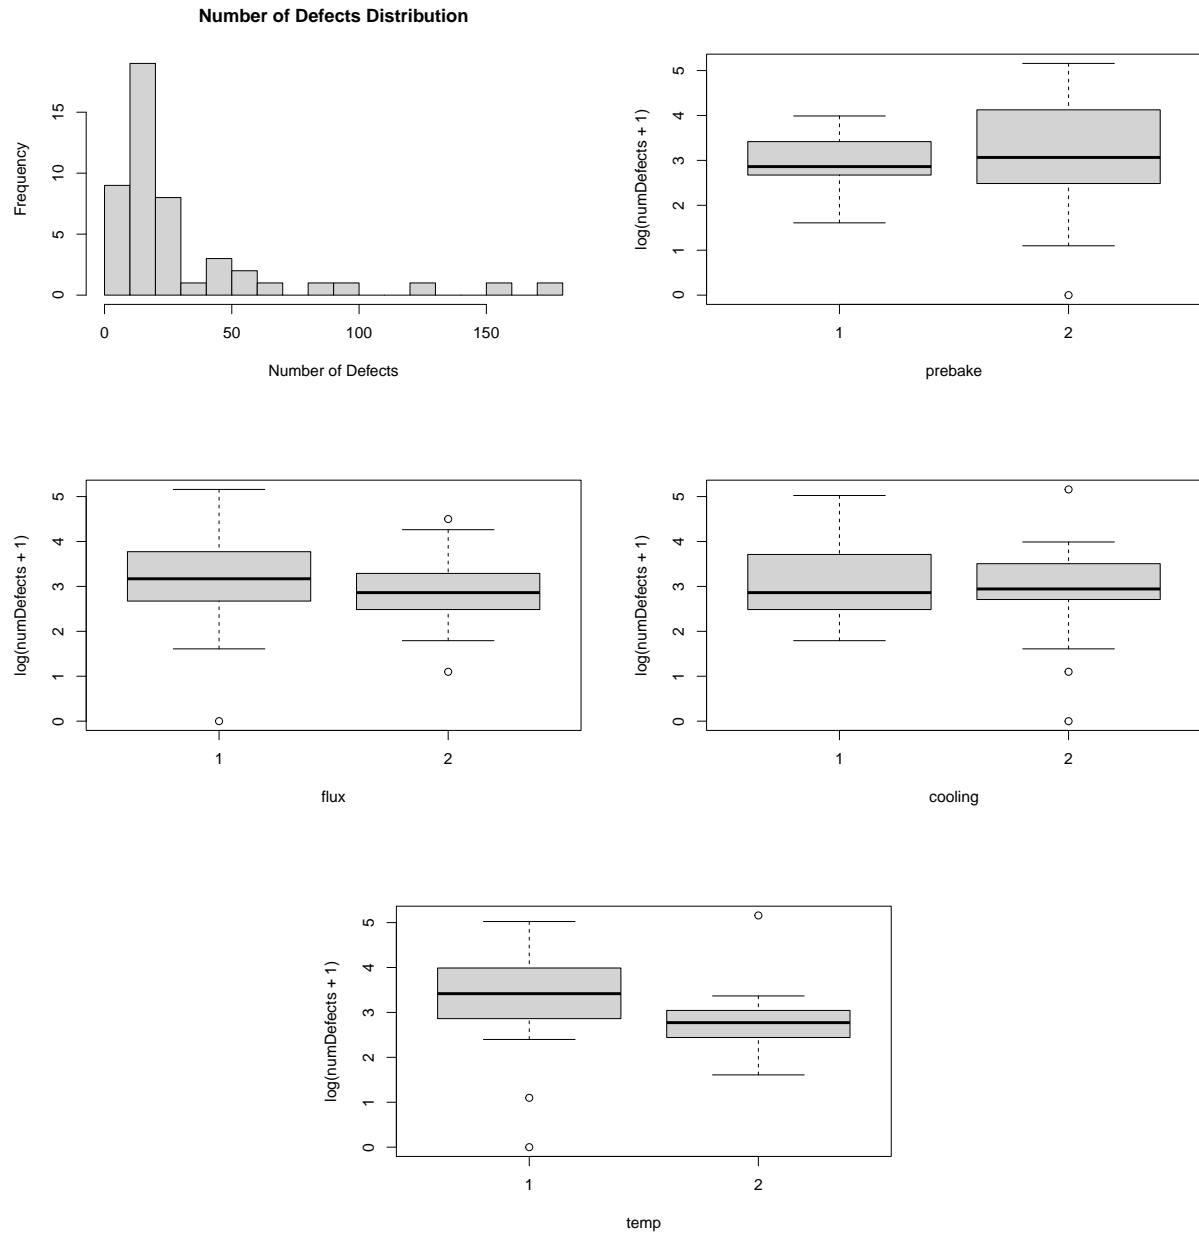 Number of Defects Distribution
Frequency
0
5
10
15
0 50 100 150
Number of Defects
log(numDefects + 1)
0
1
2
3
4
5
1 2
prebake
log(numDefects + 1)
0
1
2
3
4
5
1 2
flux
log(numDefects + 1)
0
1
2
3
4
5
1 2
cooling
log(numDefects + 1)
0
1
2
3
4
5
1 2
temp